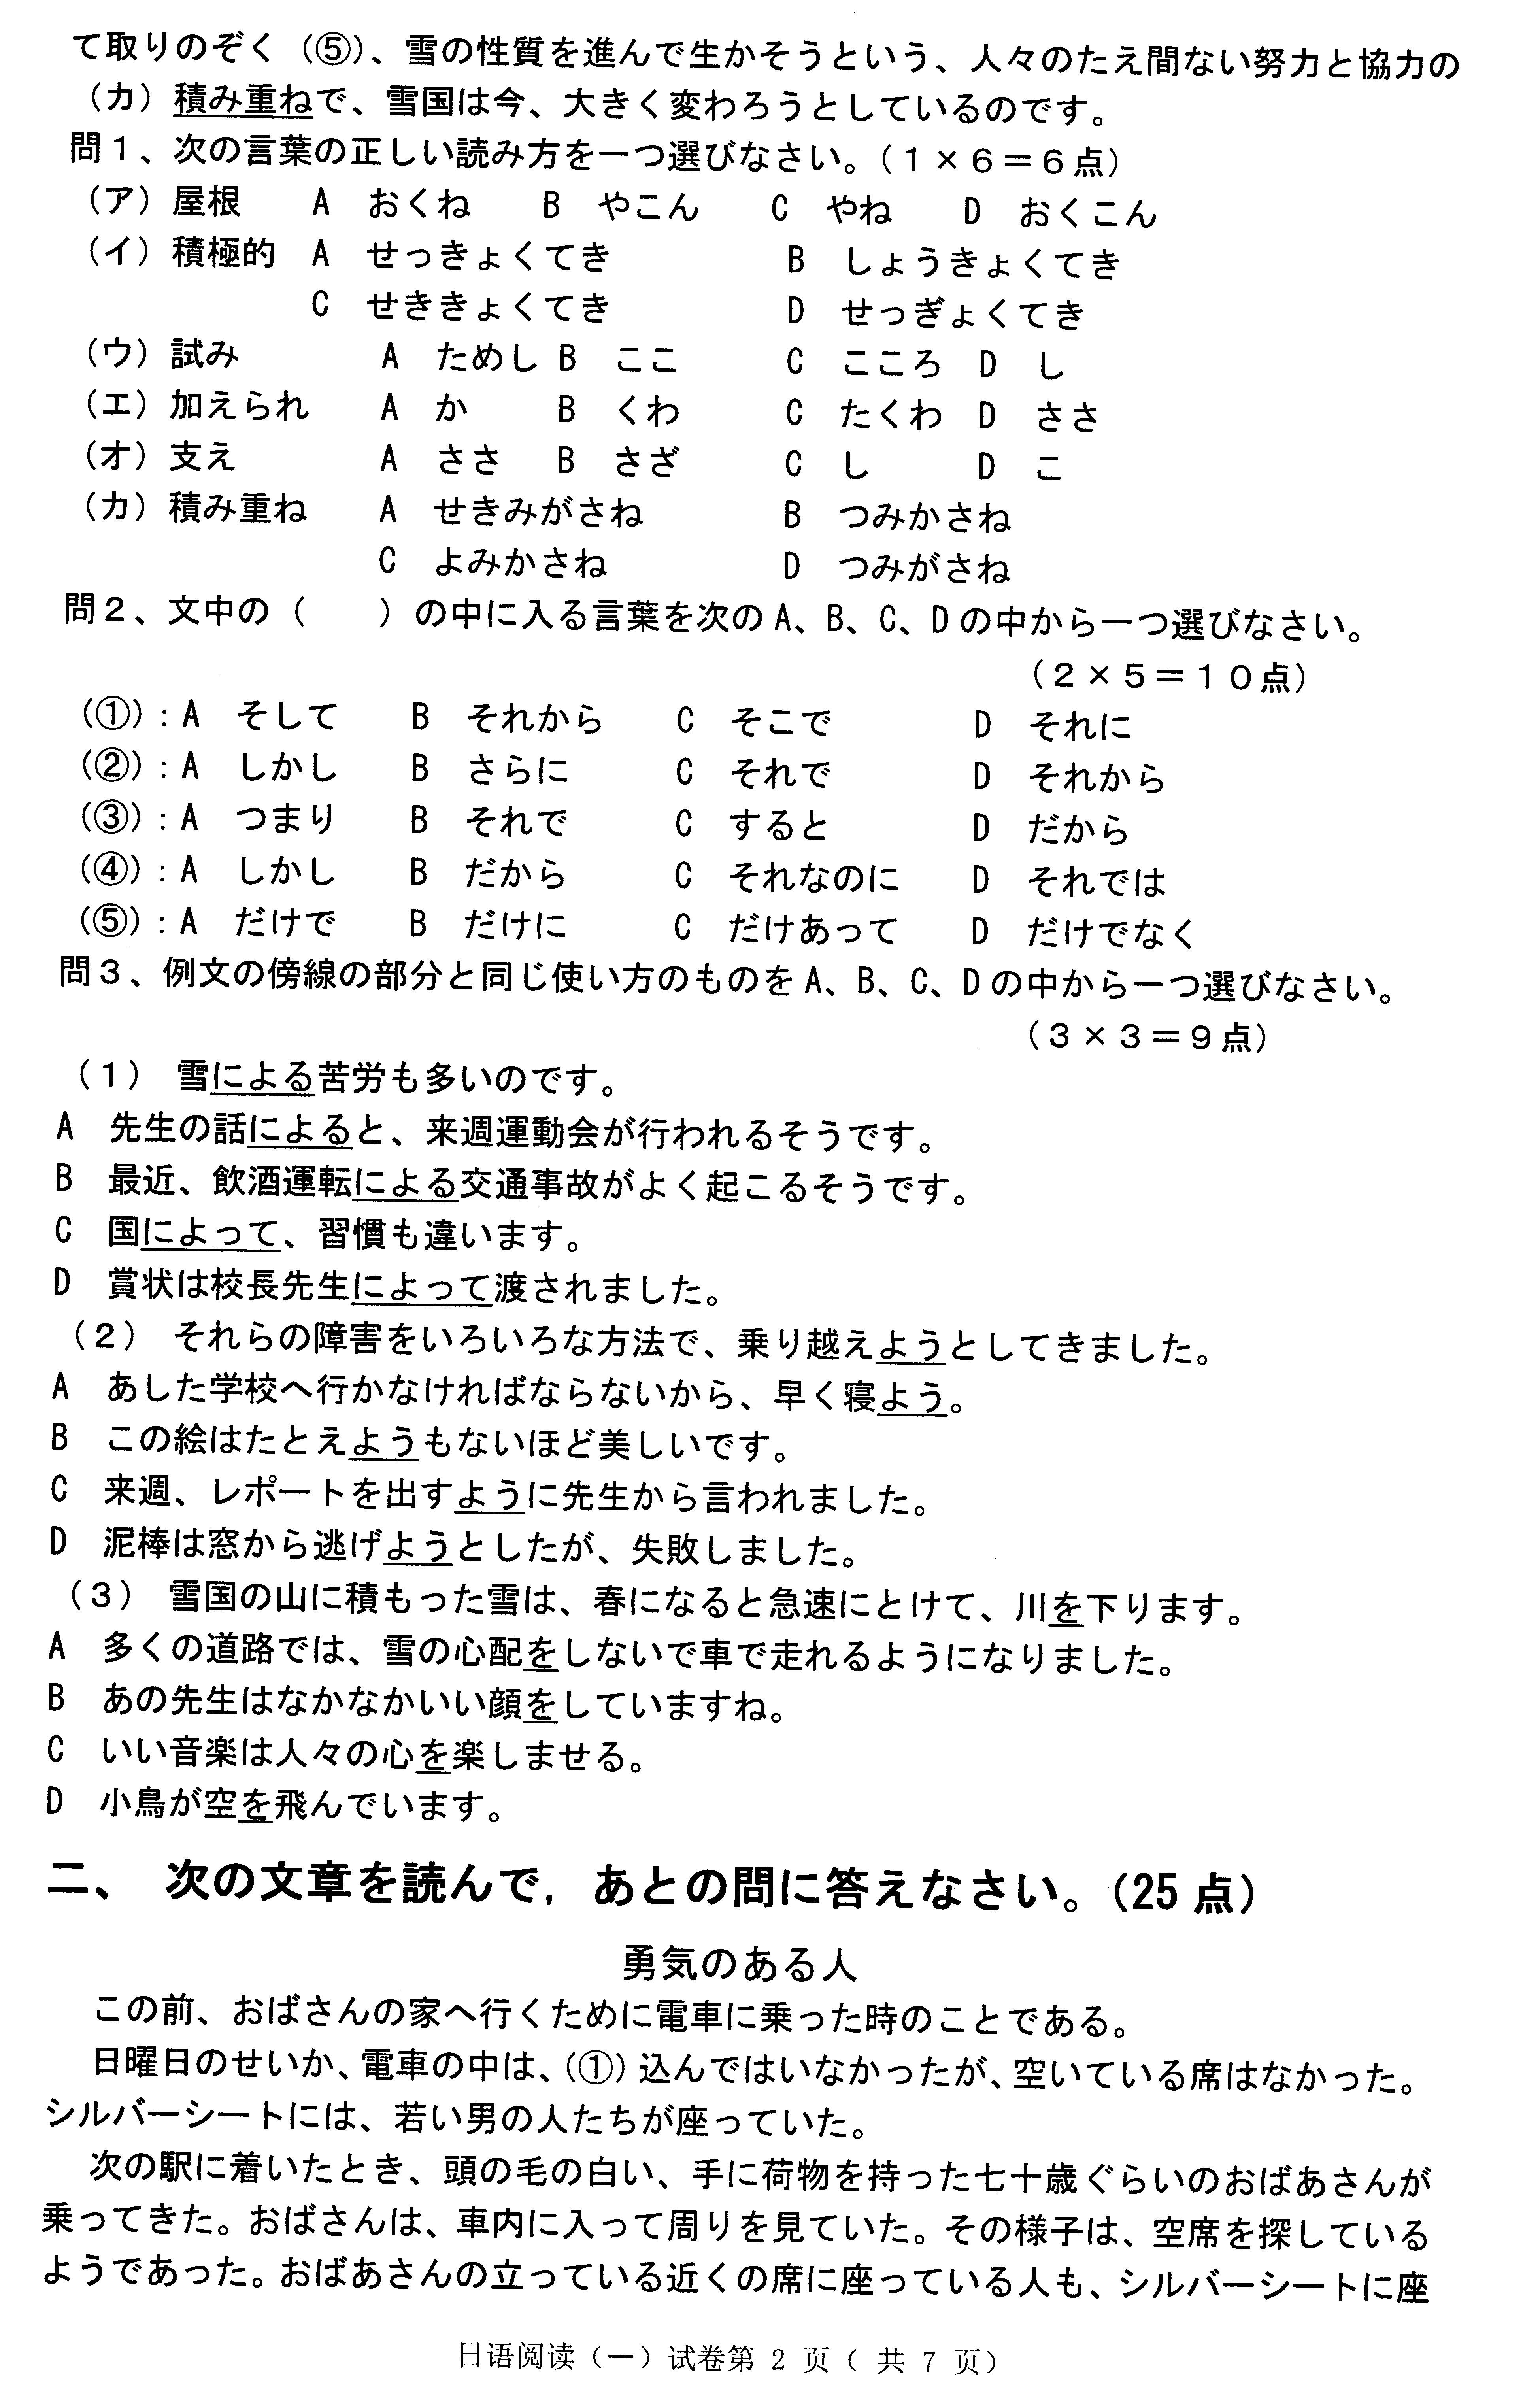 て取りのぞく（⑤）、雪の性質を進んで生かそうという、人々のたえ間ない努力と協力の
（カ）積み重ねで、雪国は今、大きく変わろうとしているのです。
問１、次の言葉の正しい読み方を一つ選びなさい。（１×６＝６点）
（ア）屋根　A　おくね　B　やこん　C　やね　D　おくこん
（イ）積極的　A　せっきょくてき　B　しょうきょくてき
C　せききょくてき　D　せっぎょくてき
（ウ）試み　A　ためし　B　ここ　C　こころ　D　し
（エ）加えられ　A　か　B　くわ　C　たくわ　D　ささ
（オ）支え　A　ささ　B　さざ　C　し　D　こ
（カ）積み重ね　A　せきみがさね　B　つみかさね
C　よみかさね　D　つみがさね
問２、文中の（　　）の中に入る言葉を次のA、B、C、Dの中から一つ選びなさい。
（２×５＝１０点）
（①）: A　そして　B　それから　C　そこで　D　それに
（②）: A　しかし　B　さらに　C　それで　D　それから
（③）: A　つまり　B　それで　C　すると　D　だから
（④）: A　しかし　B　だから　C　それなのに　D　それでは
（⑤）: A　だけで　B　だけに　C　だけあって　D　だけでなく
問３、例文の傍線の部分と同じ使い方のものをA、B、C、Dの中から一つ選びなさい。
（３×３＝９点）
（１）　雪による苦労も多いのです。
A　先生の話によると、来週運動会が行われるそうです。
B　最近、飲酒運転による交通事故がよく起こるそうです。
C　国によって、習慣も違います。
D　賞状は校長先生によって渡されました。
（２）　それらの障害をいろいろな方法で、乗り越えようとしてきました。
A　あした学校へ行かなければならないから、早く寝よう。
B　この絵はたとえようもないほど美しいです。
C　来週、レポートを出すように先生から言われました。
D　泥棒は窓から逃げようとしたが、失敗しました。
（３）　雪国の山に積もった雪は、春になると急速にとけて、川を下ります。
A　多くの道路では、雪の心配をしないで車で走れるようになりました。
B　あの先生はなかなかいい顔をしていますね。
C　いい音楽は人々の心を楽しませる。
D　小鳥が空を飛んでいます。
二、　次の文章を読んで，あとの問に答えなさい。（25 点）
勇気のある人
この前、おばさんの家へ行くために電車に乗った時のことである。
日曜日のせいか、電車の中は、（①）込んではいなかったが、空いている席はなかった。
シルバーシートには、若い男の人たちが座っていた。
次の駅に着いたとき、頭の毛の白い、手に荷物を持った七十歳ぐらいのおばあさんが
乗ってきた。おばさんは、車内に入って周りを見ていた。その様子は、空席を探している
ようであった。おばあさんの立っている近くの席に座っている人も、シルバーシートに座
日语阅读（一）试卷第 2 页（ 共 7 页）